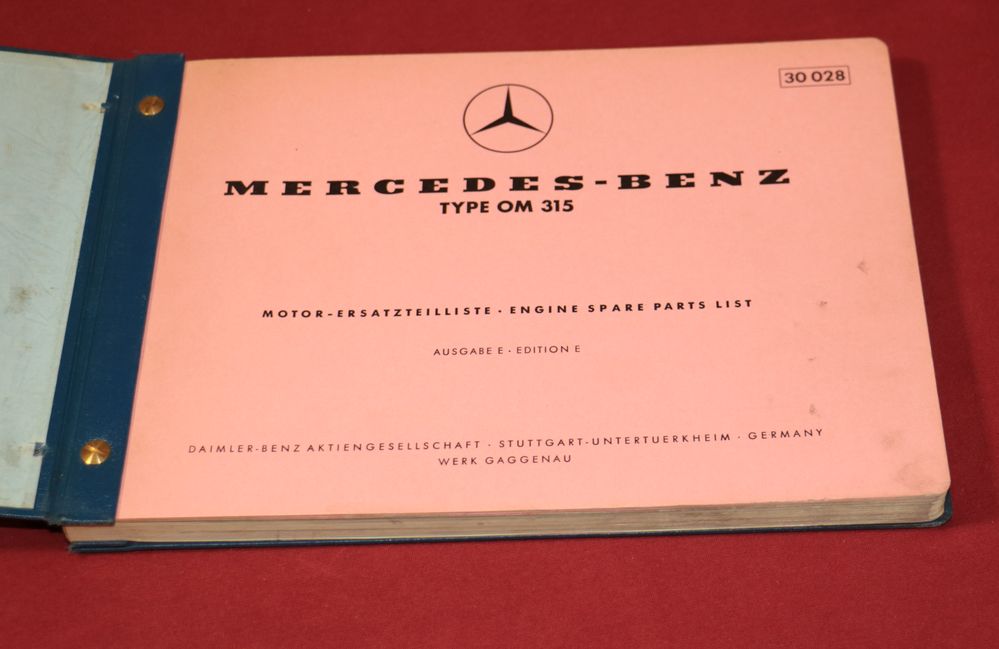 30 028
MERCEDES-BENZ
TYPE OM 315
MOTOR-ERSATZTEILLISTE · ENGINE SPARE PARTS LIST
AUSGABE E · EDITION E
DAIMLER-BENZ AKTIENGESELLSCHAFT · STUTTGART-UNTERTUERKHEIM · GERMANY
WERK GAGGENAU